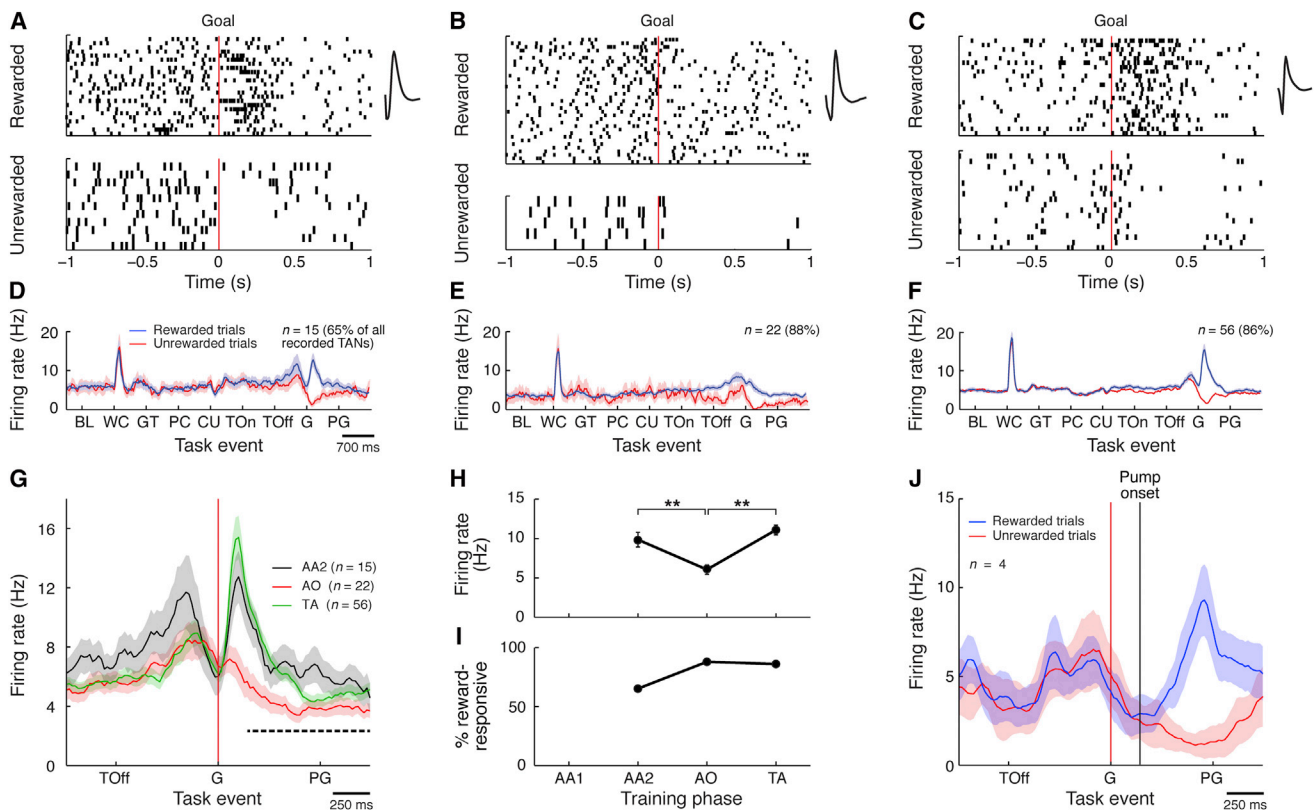 A
Goal
Rewarded
Unrewarded
−1 −0.5 0 0.5 1
Time (s)
B
Goal
Rewarded
Unrewarded
−1 −0.5 0 0.5 1
Time (s)
C
Goal
Rewarded
Unrewarded
−1 −0.5 0 0.5 1
Time (s)
D
Firing rate (Hz)
20
10
0
Rewarded trials
Unrewarded trials
n = 15 (65% of all
recorded TANs)
BL WC GT PC CU TOn TOff G PG
Task event
700 ms
E
Firing rate (Hz)
20
10
0
n = 22 (88%)
BL WC GT PC CU TOn TOff G PG
Task event
F
Firing rate (Hz)
20
10
0
n = 56 (86%)
BL WC GT PC CU TOn TOff G PG
Task event
G
Firing rate (Hz)
16
12
8
4
0
AA2 (n = 15)
AO (n = 22)
TA (n = 56)
TOff G PG
Task event
250 ms
H
Firing rate
(Hz)
15
10
5
0
** **
I
% reward-
responsive
100
50
0
AA1 AA2 AO TA
Training phase
J
Pump
onset
Firing rate (Hz)
15
10
5
0
Rewarded trials
Unrewarded trials
n = 4
TOff G PG
Task event
250 ms